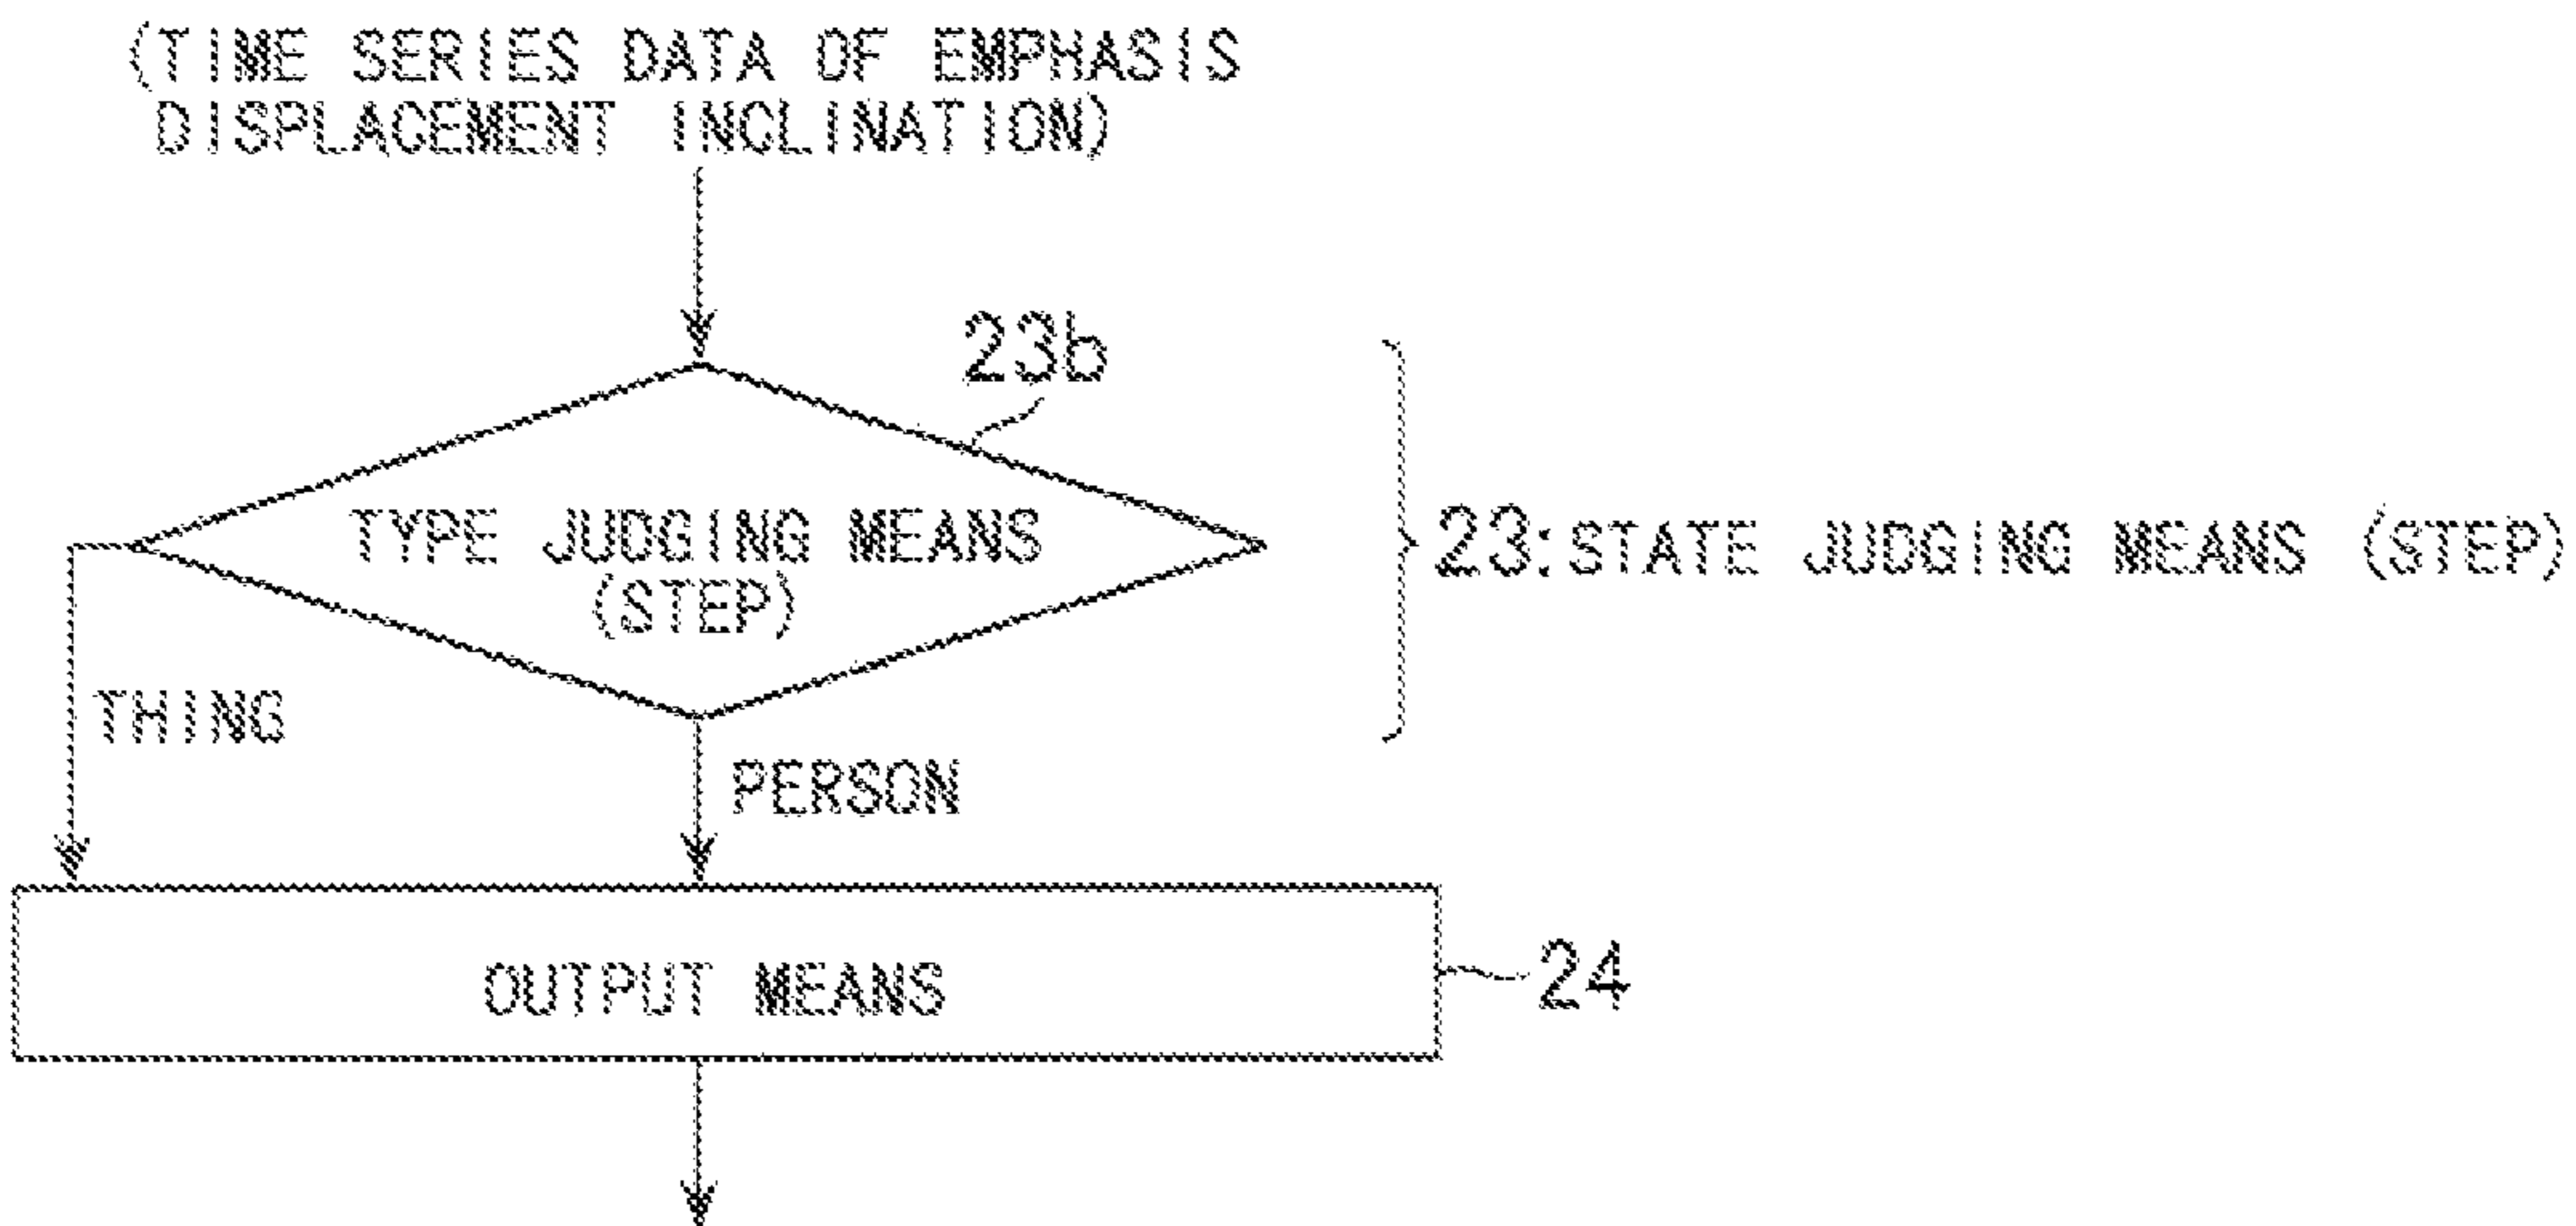 (TIME SERIES DATA OF EMPHASIS
DISPLACEMENT INCLINATION)
23b
TYPE JUDGING MEANS
(STEP)
23:STATE JUDGING MEANS (STEP)
THING
PERSON
OUTPUT MEANS
24